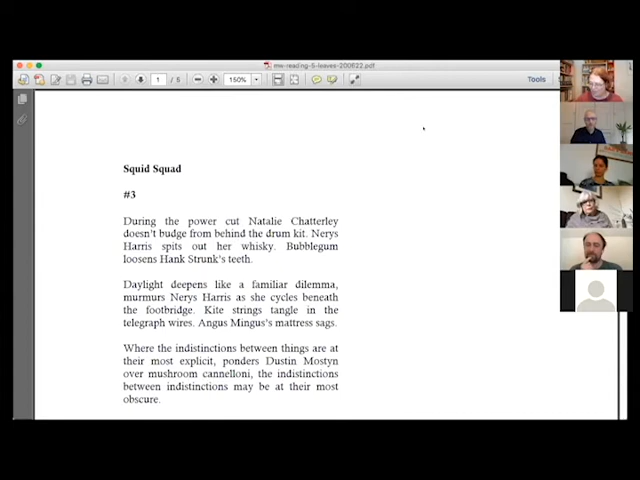 mw-reading-5-leaves-200622.pdf
1 / 5
150%
Tools
Squid Squad
#3
During the power cut Natalie Chatterley
doesn't budge from behind the drum kit. Nerys
Harris spits out her whisky. Bubblegum
loosens Hank Strunk's teeth.
Daylight deepens like a familiar dilemma,
murmurs Nerys Harris as she cycles beneath
the footbridge. Kite strings tangle in the
telegraph wires. Angus Mingus's mattress sags.
Where the indistinctions between things are at
their most explicit, ponders Dustin Mostyn
over mushroom cannelloni, the indistinctions
between indistinctions may be at their most
obscure.